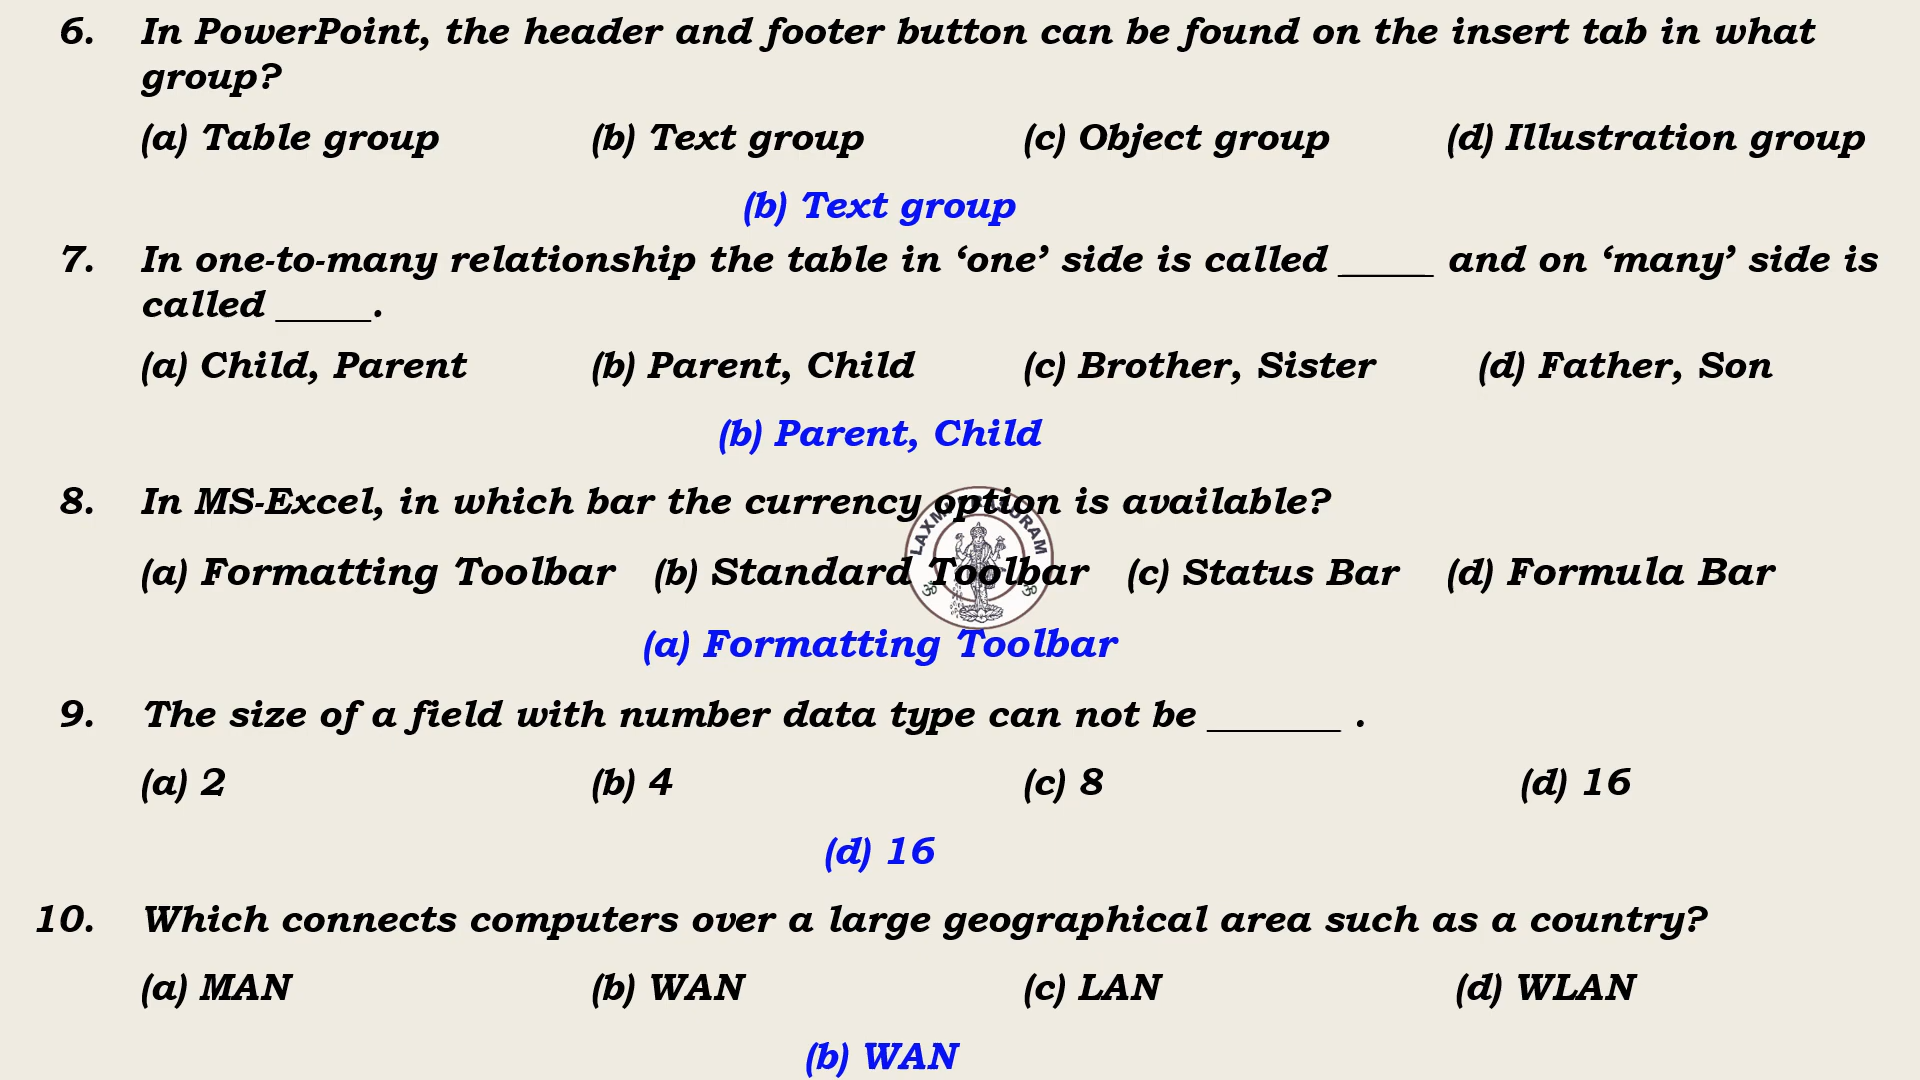 6. In PowerPoint, the header and footer button can be found on the insert tab in what
group?
(a) Table group (b) Text group (c) Object group (d) Illustration group
(b) Text group
7. In one-to-many relationship the table in ‘one’ side is called _____ and on ‘many’ side is
called _____.
(a) Child, Parent (b) Parent, Child (c) Brother, Sister (d) Father, Son
(b) Parent, Child
8. In MS-Excel, in which bar the currency option is available?
(a) Formatting Toolbar (b) Standard Toolbar (c) Status Bar (d) Formula Bar
(a) Formatting Toolbar
9. The size of a field with number data type can not be _______ .
(a) 2 (b) 4 (c) 8 (d) 16
(d) 16
10. Which connects computers over a large geographical area such as a country?
(a) MAN (b) WAN (c) LAN (d) WLAN
(b) WAN